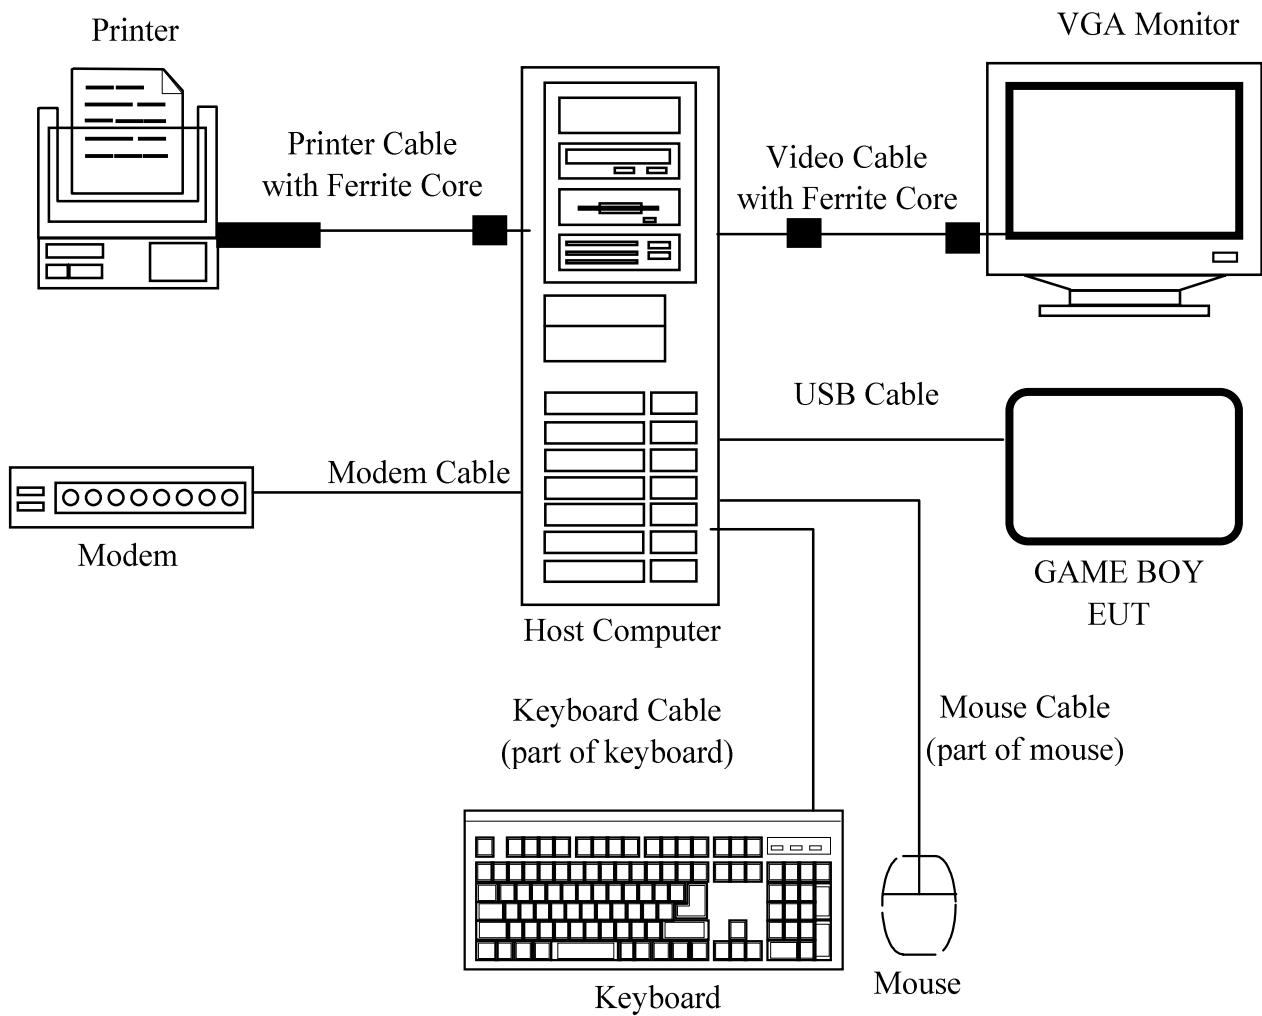 Printer
VGA Monitor
Printer Cable
with Ferrite Core
Video Cable
with Ferrite Core
USB Cable
Modem Cable
Modem
GAME BOY
EUT
Host Computer
Keyboard Cable
(part of keyboard)
Mouse Cable
(part of mouse)
Mouse
Keyboard